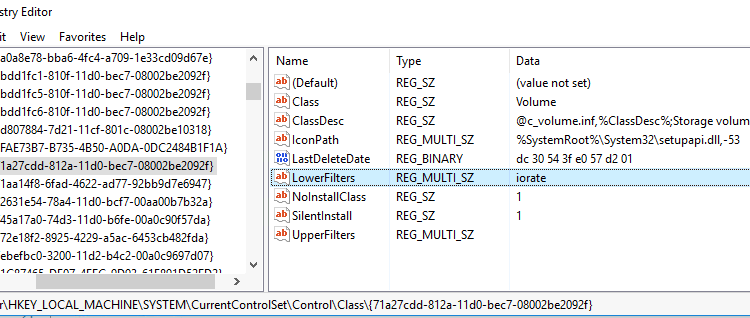 stry Editor
it View Favorites Help
a0a8e78-bba6-4fc4-a709-1e33cd09d67e}
bdd1fc1-810f-11d0-bec7-08002be2092f}
bdd1fc5-810f-11d0-bec7-08002be2092f}
bdd1fc6-810f-11d0-bec7-08002be2092f}
d807884-7d21-11cf-801c-08002be10318}
FAE73B7-B735-4B50-A0DA-0DC2484B1F1A}
1a27cdd-812a-11d0-bec7-08002be2092f}
1aa14f8-6fad-4622-ad77-92bb9d7e6947}
2631e54-78a4-11d0-bcf7-00aa00b7b32a}
45a17a0-74d3-11d0-b6fe-00a0c90f57da}
72e18f2-8925-4229-a5ac-6453cb482fda}
ebefbc0-3200-11d2-b4c2-00a0c9697d07}
Name Type Data
(Default) REG_SZ (value not set)
Class REG_SZ Volume
ClassDesc REG_SZ @c_volume.inf,%ClassDesc%;Storage volum
IconPath REG_MULTI_SZ %SystemRoot%\System32\setupapi.dll,-53
LastDeleteDate REG_BINARY dc 30 54 3f e0 57 d2 01
LowerFilters REG_MULTI_SZ iorate
NoInstallClass REG_SZ 1
SilentInstall REG_SZ 1
UpperFilters REG_MULTI_SZ
r\HKEY_LOCAL_MACHINE\SYSTEM\CurrentControlSet\Control\Class\{71a27cdd-812a-11d0-bec7-08002be2092f}